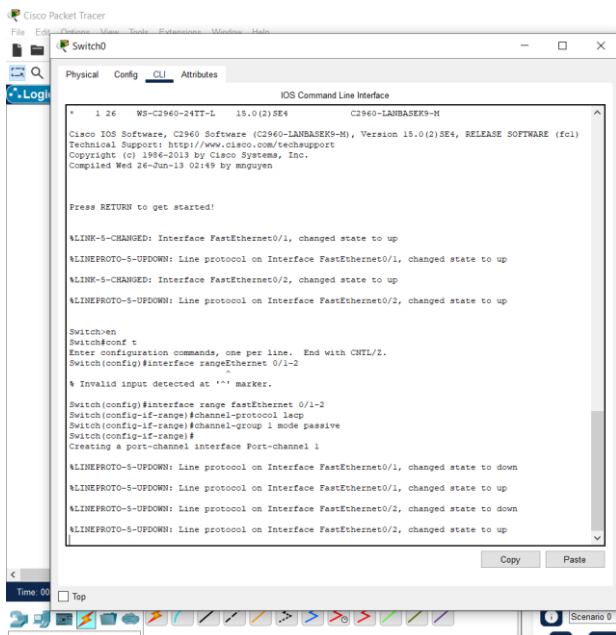 Cisco Packet Tracer
File Edit Options View Tools Extensions Window Help
Switch0
Physical Config CLI Attributes
Logi
IOS Command Line Interface
* 1 26 WS-C2960-24TT-L 15.0(2)SE4 C2960-LANBASEK9-M
Cisco IOS Software, C2960 Software (C2960-LANBASEK9-M), Version 15.0(2)SE4, RELEASE SOFTWARE (fc1)
Technical Support: http://www.cisco.com/techsupport
Copyright (c) 1986-2013 by Cisco Systems, Inc.
Compiled Wed 26-Jun-13 02:49 by mnguyen
Press RETURN to get started!
%LINK-5-CHANGED: Interface FastEthernet0/1, changed state to up
%LINEPROTO-5-UPDOWN: Line protocol on Interface FastEthernet0/1, changed state to up
%LINK-5-CHANGED: Interface FastEthernet0/2, changed state to up
%LINEPROTO-5-UPDOWN: Line protocol on Interface FastEthernet0/2, changed state to up
Switch>en
Switch#conf t
Enter configuration commands, one per line. End with CNTL/Z.
Switch(config)#interface rangeEthernet 0/1-2
^
% Invalid input detected at '^' marker.
Switch(config)#interface range fastEthernet 0/1-2
Switch(config-if-range)#channel-protocol lacp
Switch(config-if-range)#channel-group 1 mode passive
Switch(config-if-range)#
Creating a port-channel interface Port-channel 1
%LINEPROTO-5-UPDOWN: Line protocol on Interface FastEthernet0/1, changed state to down
%LINEPROTO-5-UPDOWN: Line protocol on Interface FastEthernet0/1, changed state to up
%LINEPROTO-5-UPDOWN: Line protocol on Interface FastEthernet0/2, changed state to down
%LINEPROTO-5-UPDOWN: Line protocol on Interface FastEthernet0/2, changed state to up
Copy Paste
Time: 00
Top
Scenario 0